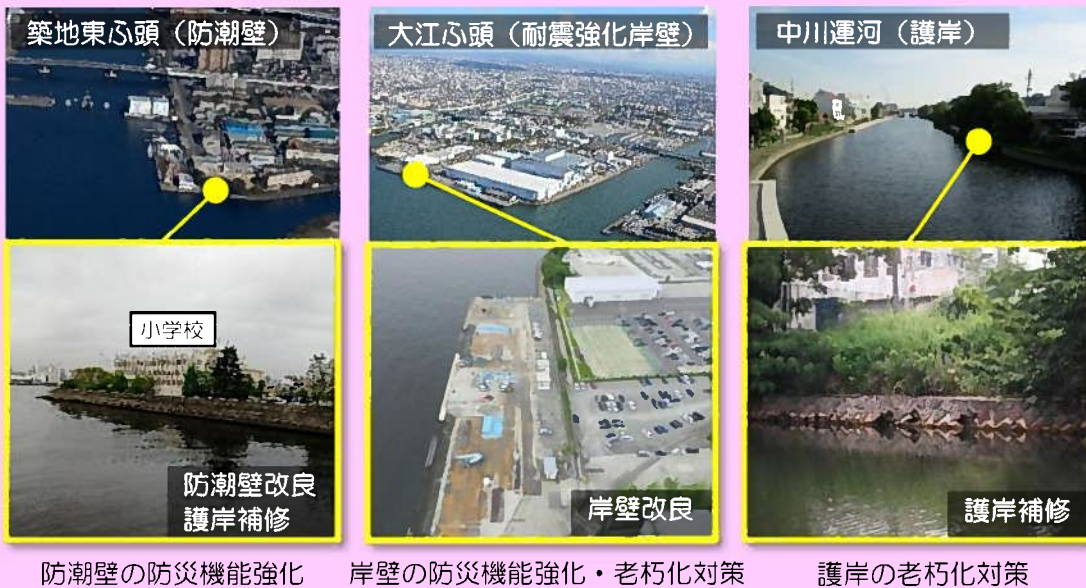 築地東ふ頭（防潮壁）
大江ふ頭（耐震強化岸壁）
中川運河（護岸）
小学校
防潮壁改良
護岸補修
岸壁改良
護岸補修
防潮壁の防災機能強化
岸壁の防災機能強化・老朽化対策
護岸の老朽化対策